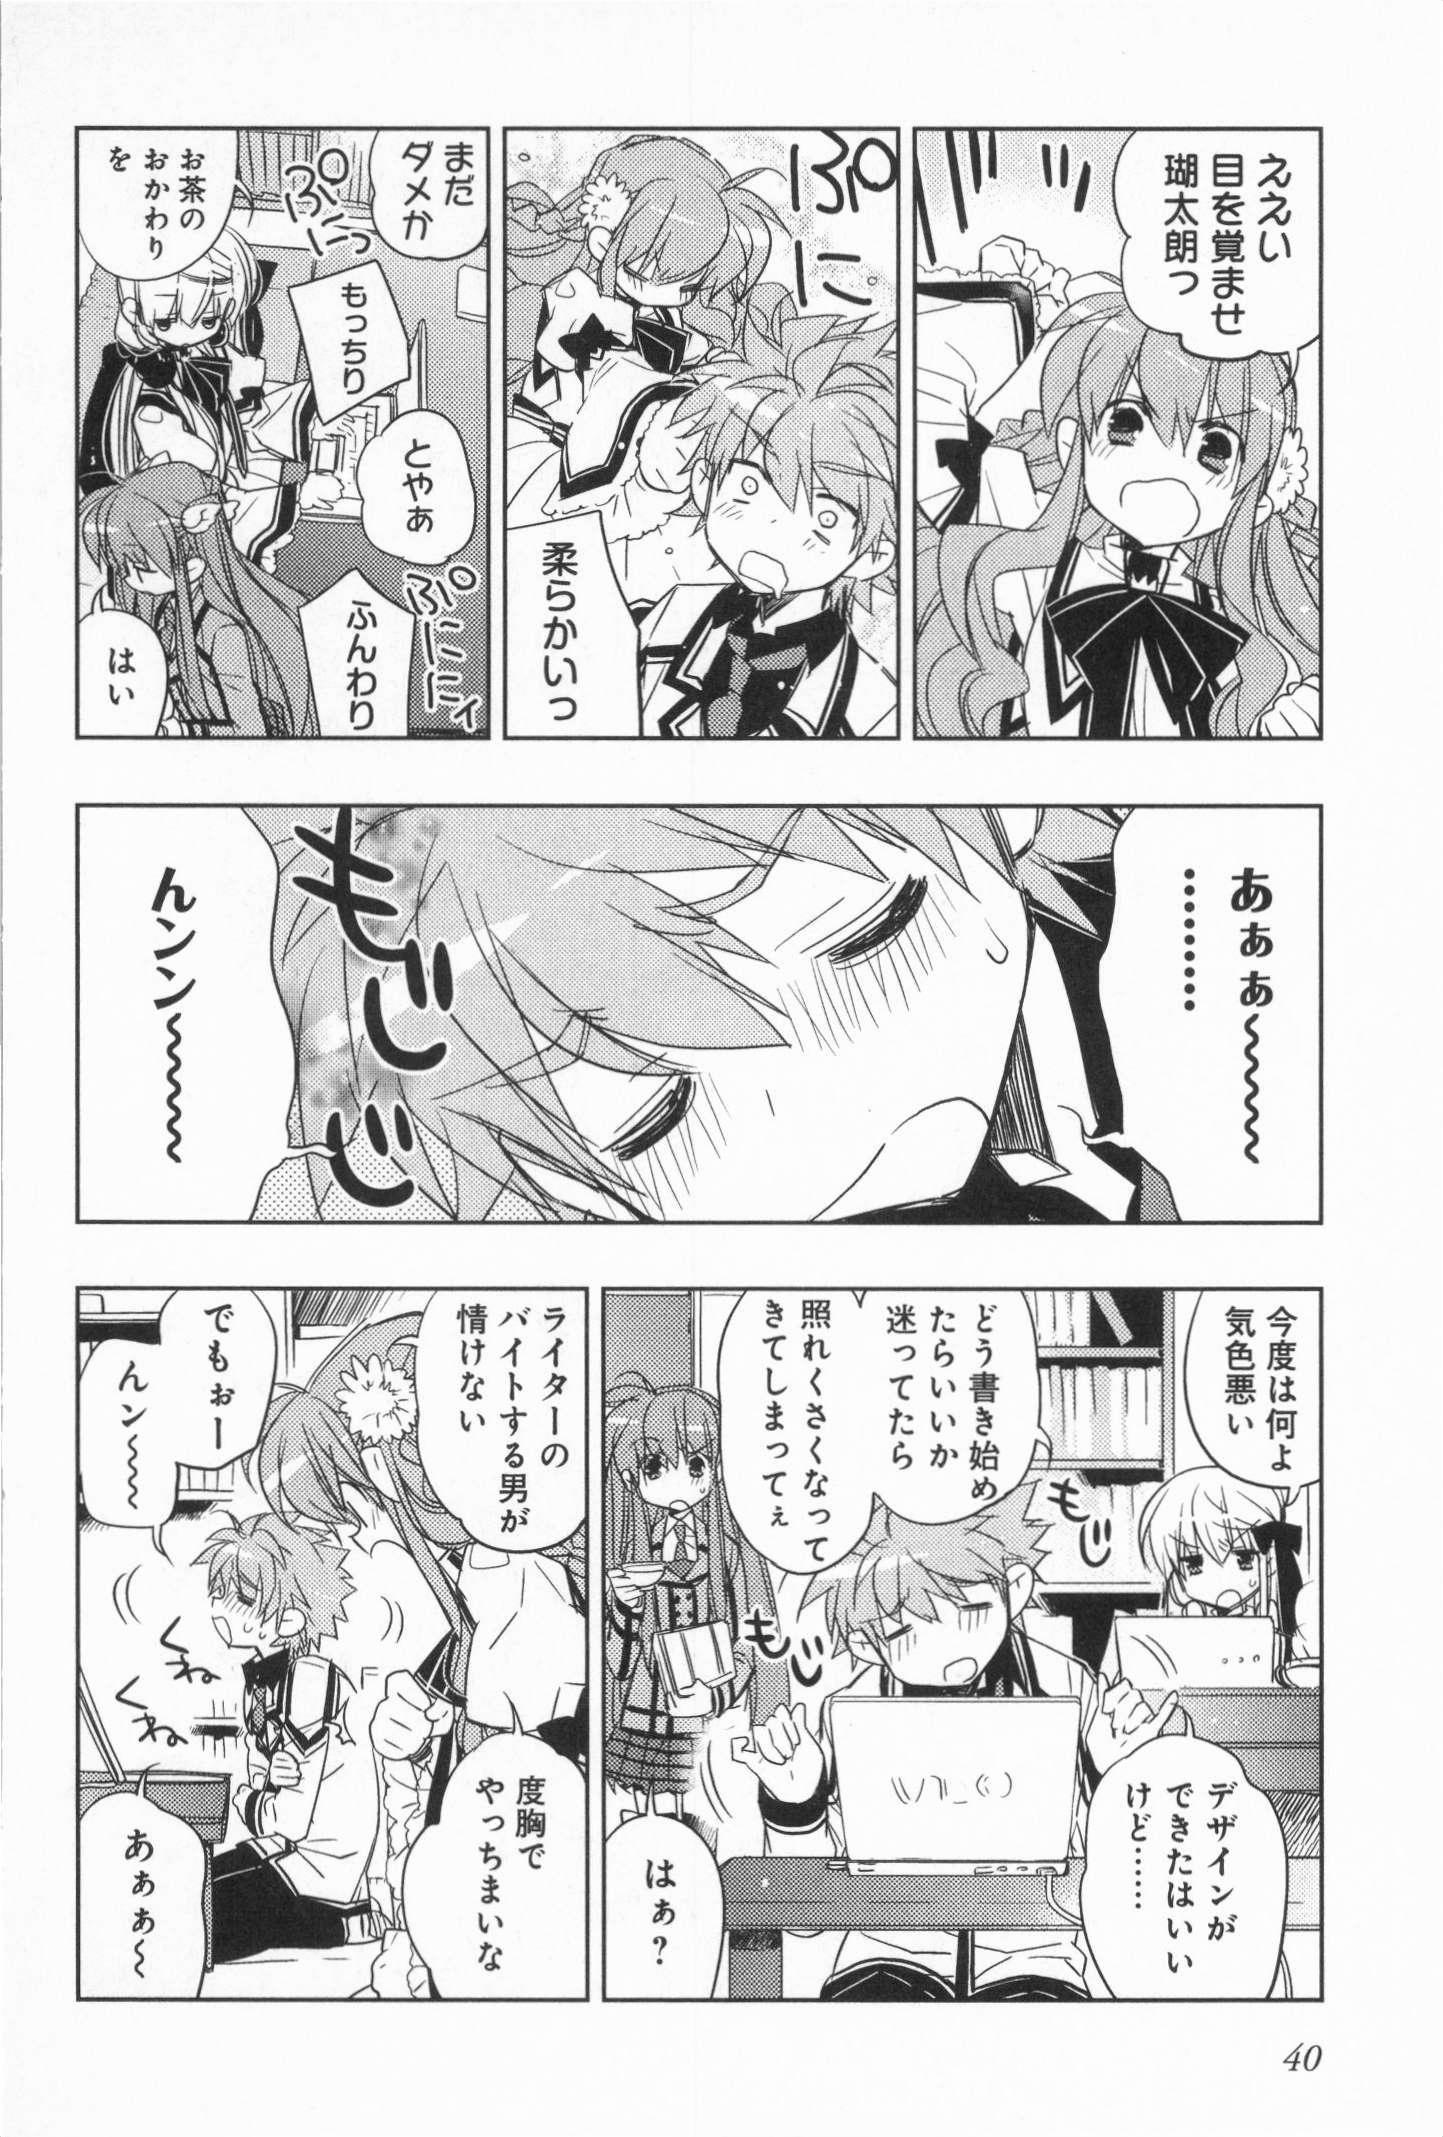 ええい
目を覚ませ
瑚太朗っ
ぷに
柔らかいっ
まだ
ダメか
ぷにーっ
もっちり
とやぁ
ぷにに
ふんわり
お茶の
おかわり
を
はい
あぁぁ〜〜〜〜
………
もじもじ
んンン〜〜〜〜
今度は何よ
気色悪い
もじ
デザインが
できたはいい
けど……
どう書き始め
たらいいか
迷ってたら
照れくさくなって
きてしまってぇ
もじ
はぁ?
ライターの
バイトする男が
情けない
度胸で
やっちまいな
でもぉー
んン〜〜〜
くね
くね
あぁぁ〜
40